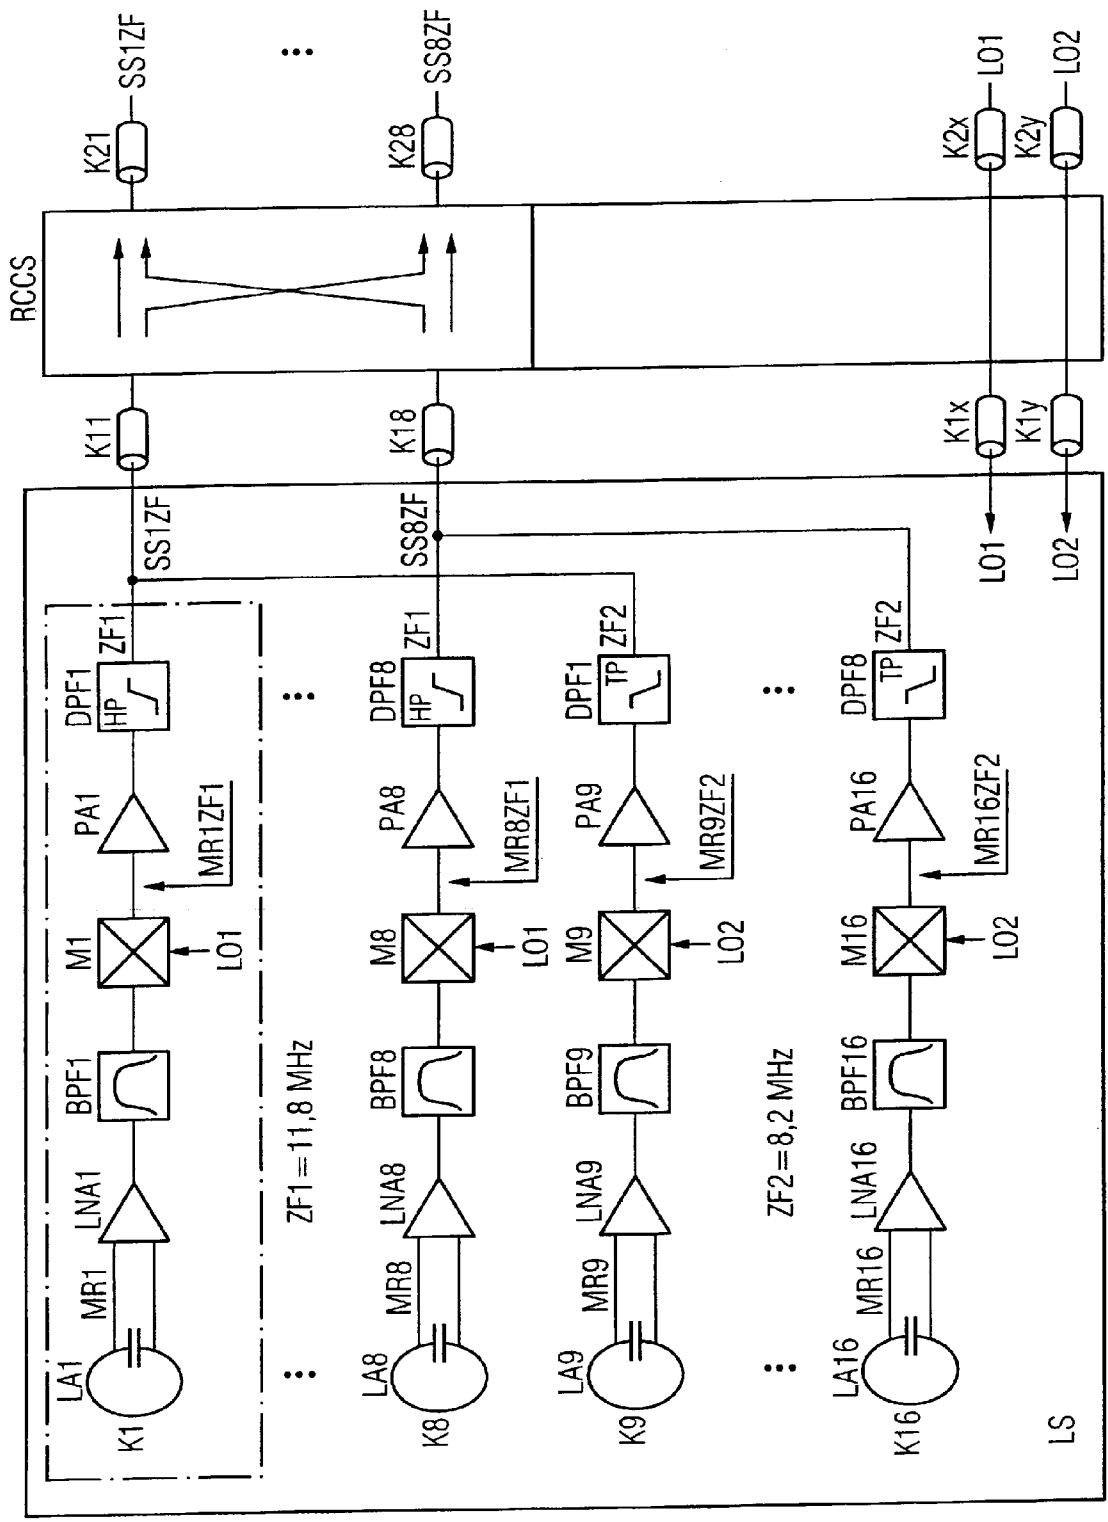 RCCS
K21
SS1ZF
K28
SS8ZF
K2x
LO1
K2y
LO2
K11
K18
K1x
K1y
SS1ZF
SS8ZF
LO1
LO2
LA1
K1
MR1
LNA1
BPF1
M1
LO1
MR1ZF1
PA1
DPF1
HP
ZF1
ZF1=11,8 MHz
LA8
K8
MR8
LNA8
BPF8
M8
LO1
MR8ZF1
PA8
DPF8
HP
ZF1
LA9
K9
MR9
LNA9
BPF9
M9
LO2
MR9ZF2
PA9
DPF1
TP
ZF2
ZF2=8,2 MHz
LA16
K16
MR16
LNA16
BPF16
M16
LO2
MR16ZF2
PA16
DPF8
TP
ZF2
LS